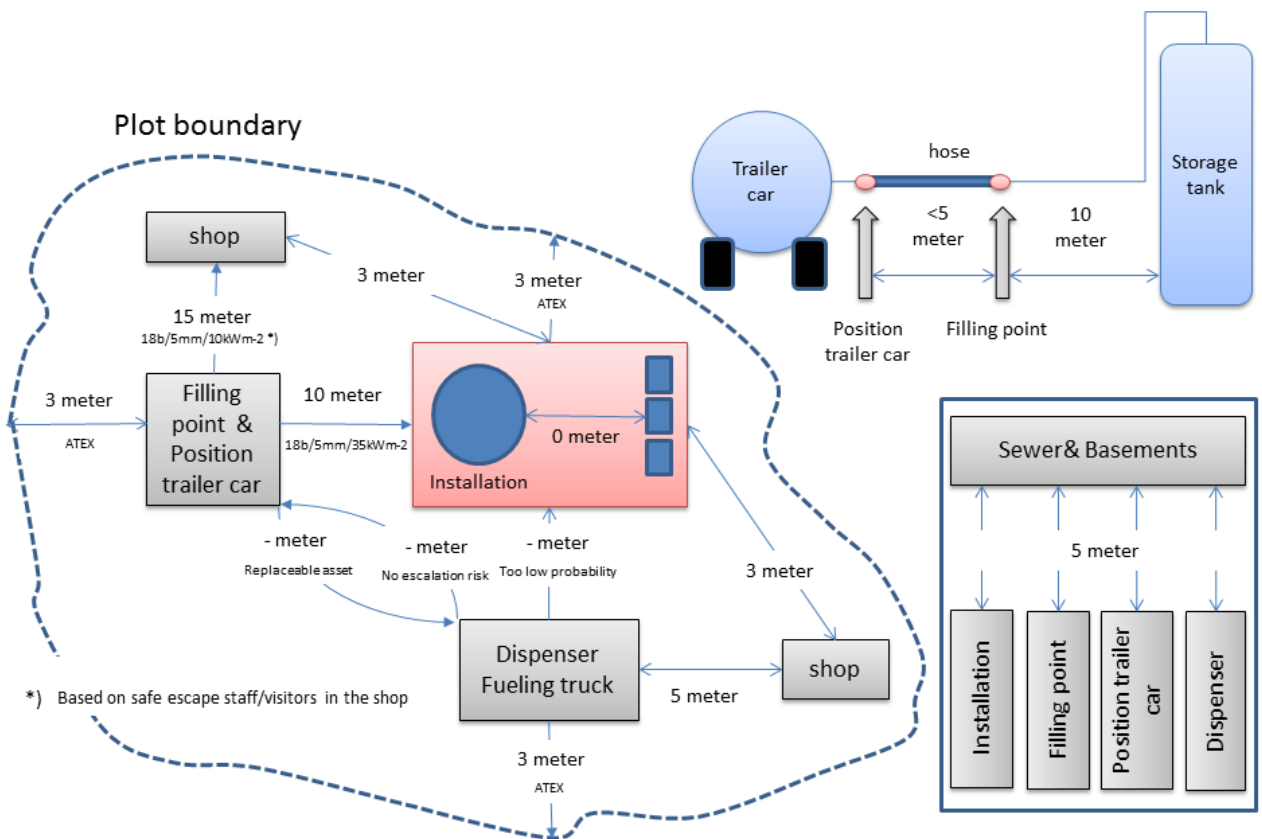 Plot boundary
shop
3 meter
3 meter
ATEX
15 meter
18b/5mm/10kWm-2 *)
3 meter
ATEX
Filling
point &
Position
trailer car
10 meter
18b/5mm/35kWm-2
0 meter
Installation
- meter
Replaceable asset
- meter
No escalation risk
- meter
Too low probability
3 meter
Dispenser
Fueling truck
5 meter
shop
*) Based on safe escape staff/visitors in the shop
3 meter
ATEX
Trailer
car
hose
<5
meter
10
meter
Storage
tank
Position
trailer car
Filling point
Sewer& Basements
5 meter
Installation
Filling point
Position trailer
car
Dispenser